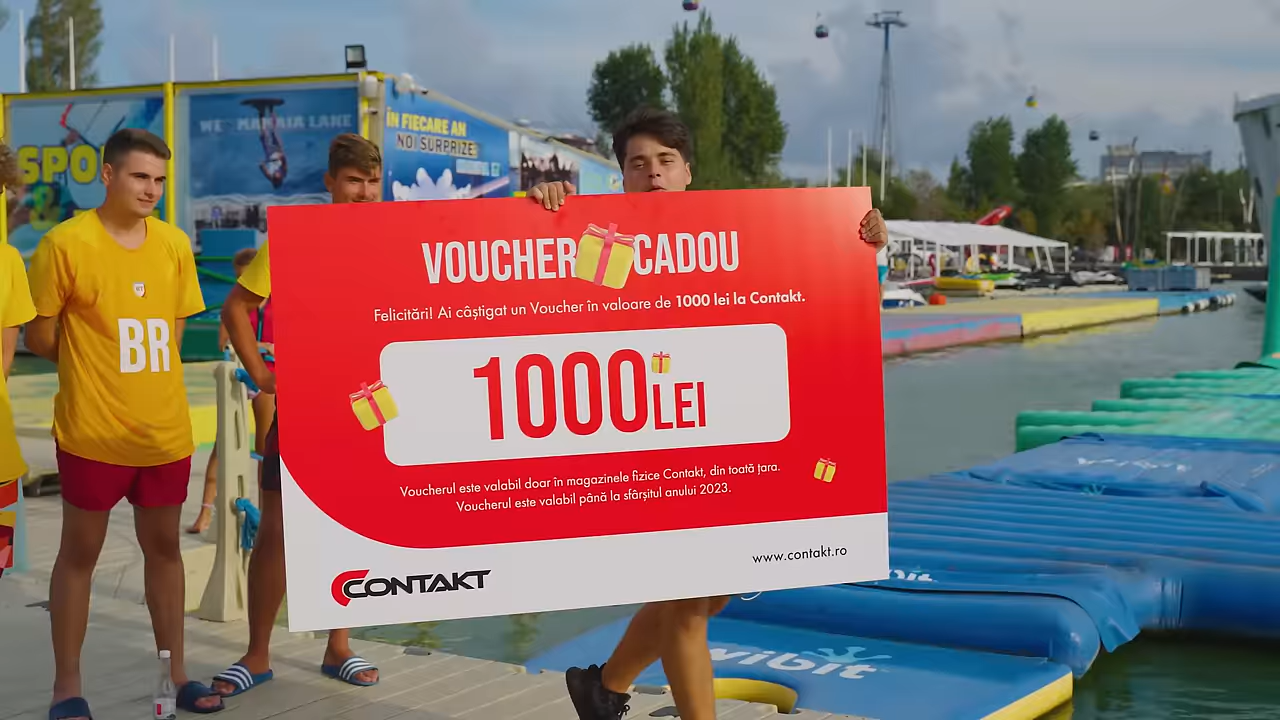 SPO
&
WE MAMAIA LAKE
ÎN FIECARE AN
NOI SURPRIZE!
BR
VOUCHER CADOU
Felicitări! Ai câștigat un Voucher în valoare de 1000 lei la Contakt.
1000LEI
Voucherul este valabil doar în magazinele fizice Contakt, din toată țara.
Voucherul este valabil până la sfârșitul anului 2023.
CONTAKT
www.contakt.ro
wibit